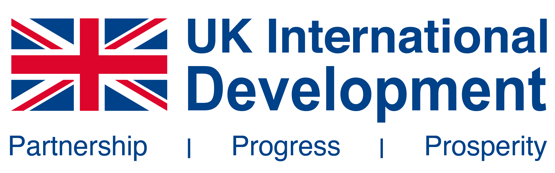 UK International
Development
Partnership | Progress | Prosperity